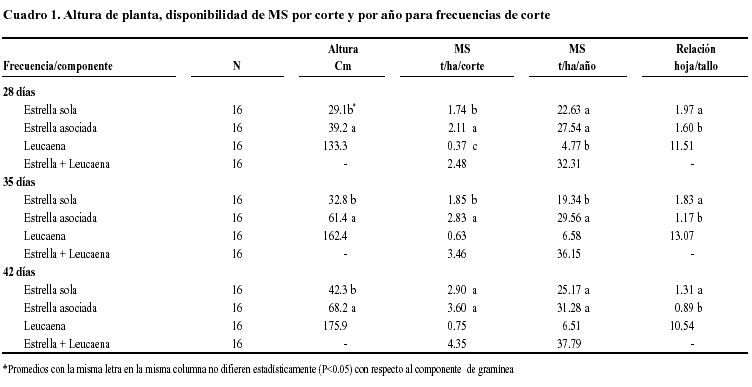 Cuadro 1. Altura de planta, disponibilidad de MS por corte y por año para frecuencias de corte
Altura MS MS Relación
Frecuencia/componente N Cm t/ha/corte t/ha/año hoja/tallo
28 días
Estrella sola 16 29.1b* 1.74 b 22.63 a 1.97 a
Estrella asociada 16 39.2 a 2.11 a 27.54 a 1.60 b
Leucaena 16 133.3 0.37 c 4.77 b 11.51
Estrella + Leucaena 16 - 2.48 32.31 -
35 días
Estrella sola 16 32.8 b 1.85 b 19.34 b 1.83 a
Estrella asociada 16 61.4 a 2.83 a 29.56 a 1.17 b
Leucaena 16 162.4 0.63 6.58 13.07
Estrella + Leucaena 16 - 3.46 36.15 -
42 días
Estrella sola 16 42.3 b 2.90 a 25.17 a 1.31 a
Estrella asociada 16 68.2 a 3.60 a 31.28 a 0.89 b
Leucaena 16 175.9 0.75 6.51 10.54
Estrella + Leucaena 16 - 4.35 37.79 -
*Promedios con la misma letra en la misma columna no difieren estadísticamente (P<0.05) con respecto al componente de gramínea